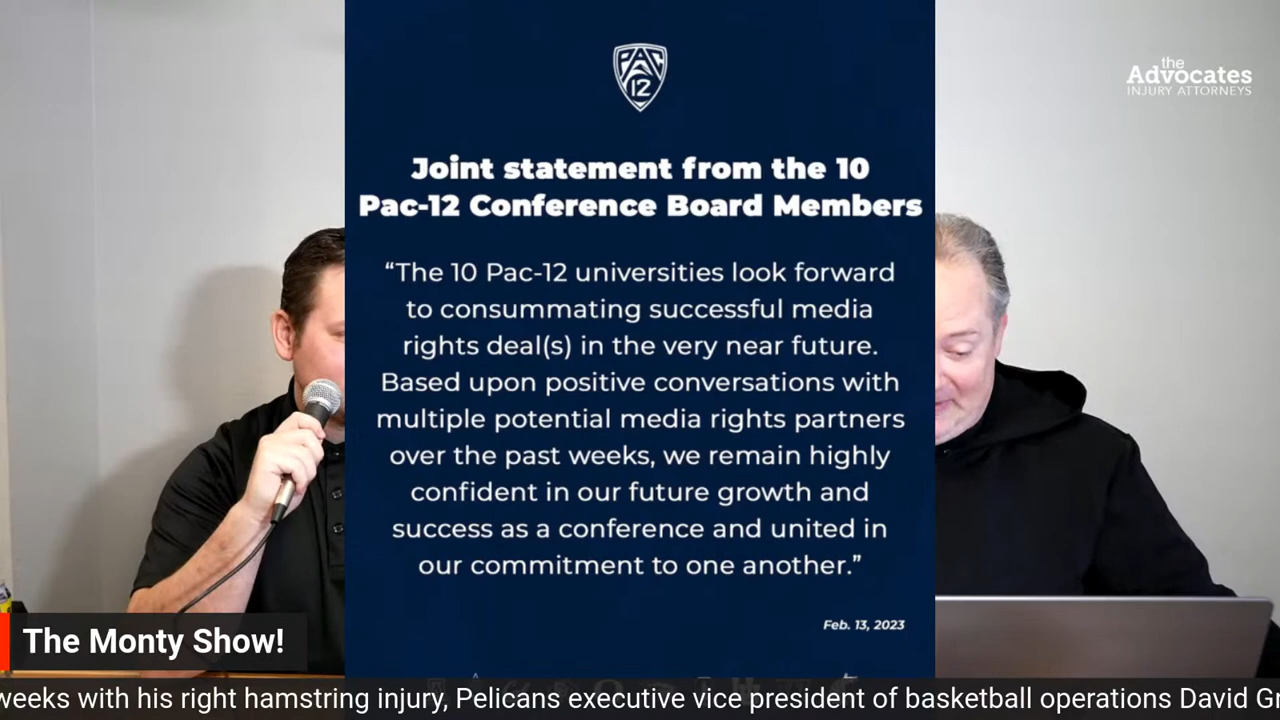 PAC
12
the
Advocates
INJURY ATTORNEYS
Joint statement from the 10
Pac-12 Conference Board Members
“The 10 Pac-12 universities look forward
to consummating successful media
rights deal(s) in the very near future.
Based upon positive conversations with
multiple potential media rights partners
over the past weeks, we remain highly
confident in our future growth and
success as a conference and united in
our commitment to one another.”
Feb. 13, 2023
The Monty Show!
weeks with his right hamstring injury, Pelicans executive vice president of basketball operations David